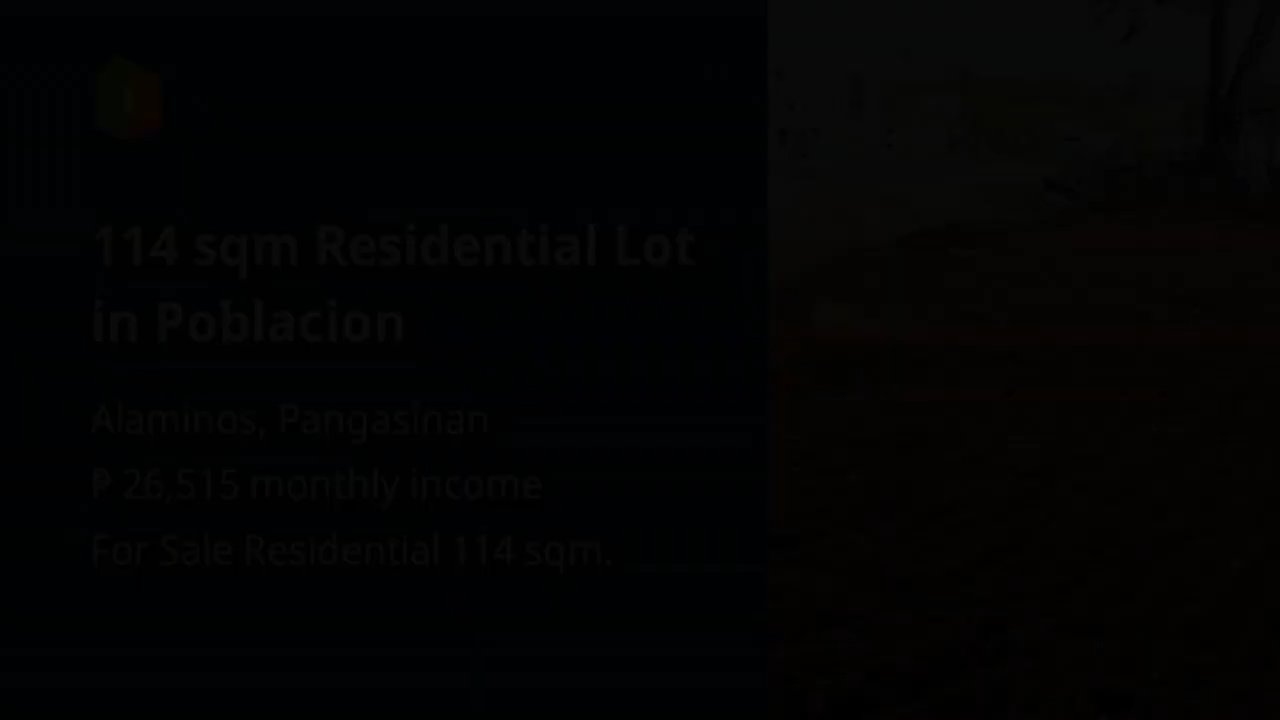 114 sqm Residential Lot
in Poblacion
Alaminos, Pangasinan
₱ 26,515 monthly income
For Sale Residential 114 sqm.